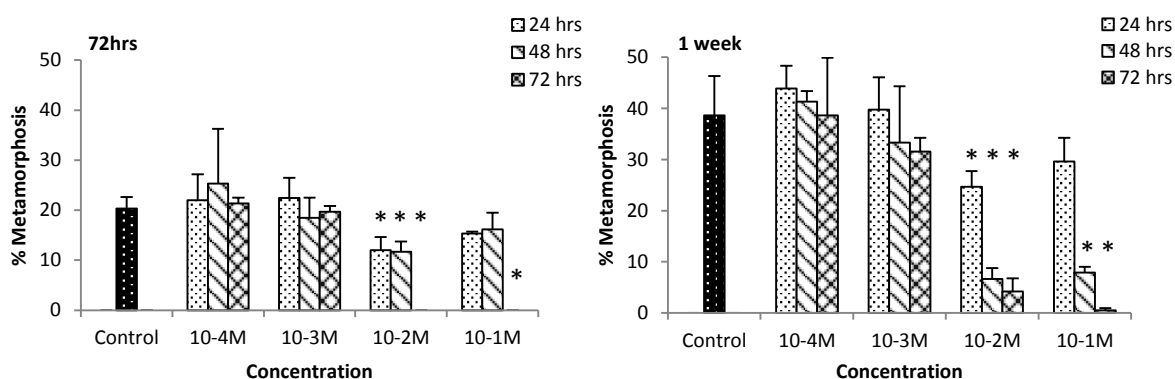 72hrs
24 hrs
48 hrs
72 hrs
50
40
30
20
10
0
% Metamorphosis
* * *
*
Control 10-4M 10-3M 10-2M 10-1M
Concentration
1 week
24 hrs
48 hrs
72 hrs
50
40
30
20
10
0
% Metamorphosis
* * *
* *
Control 10-4M 10-3M 10-2M 10-1M
Concentration